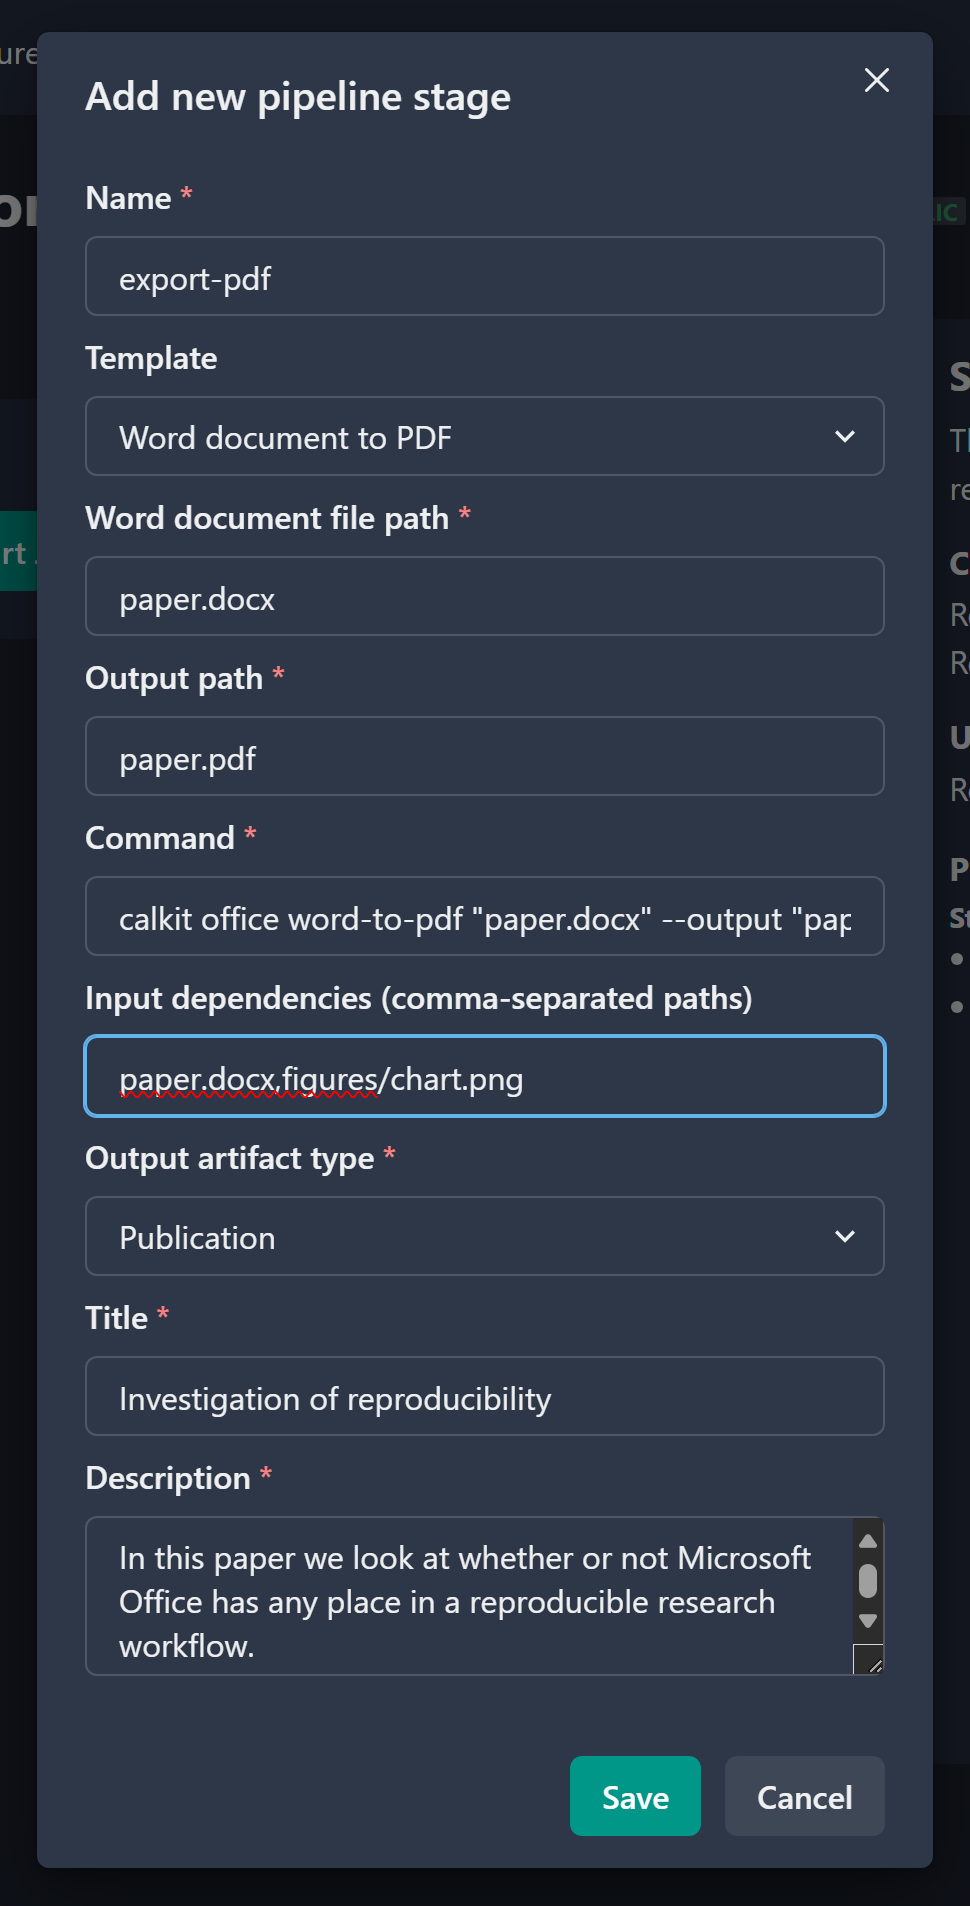 Add new pipeline stage
Name *
export-pdf
Template
Word document to PDF
Word document file path *
paper.docx
Output path *
paper.pdf
Command *
calkit office word-to-pdf "paper.docx" --output "pap
Input dependencies (comma-separated paths)
paper.docx,figures/chart.png
Output artifact type *
Publication
Title *
Investigation of reproducibility
Description *
In this paper we look at whether or not Microsoft
Office has any place in a reproducible research
workflow.
Save
Cancel